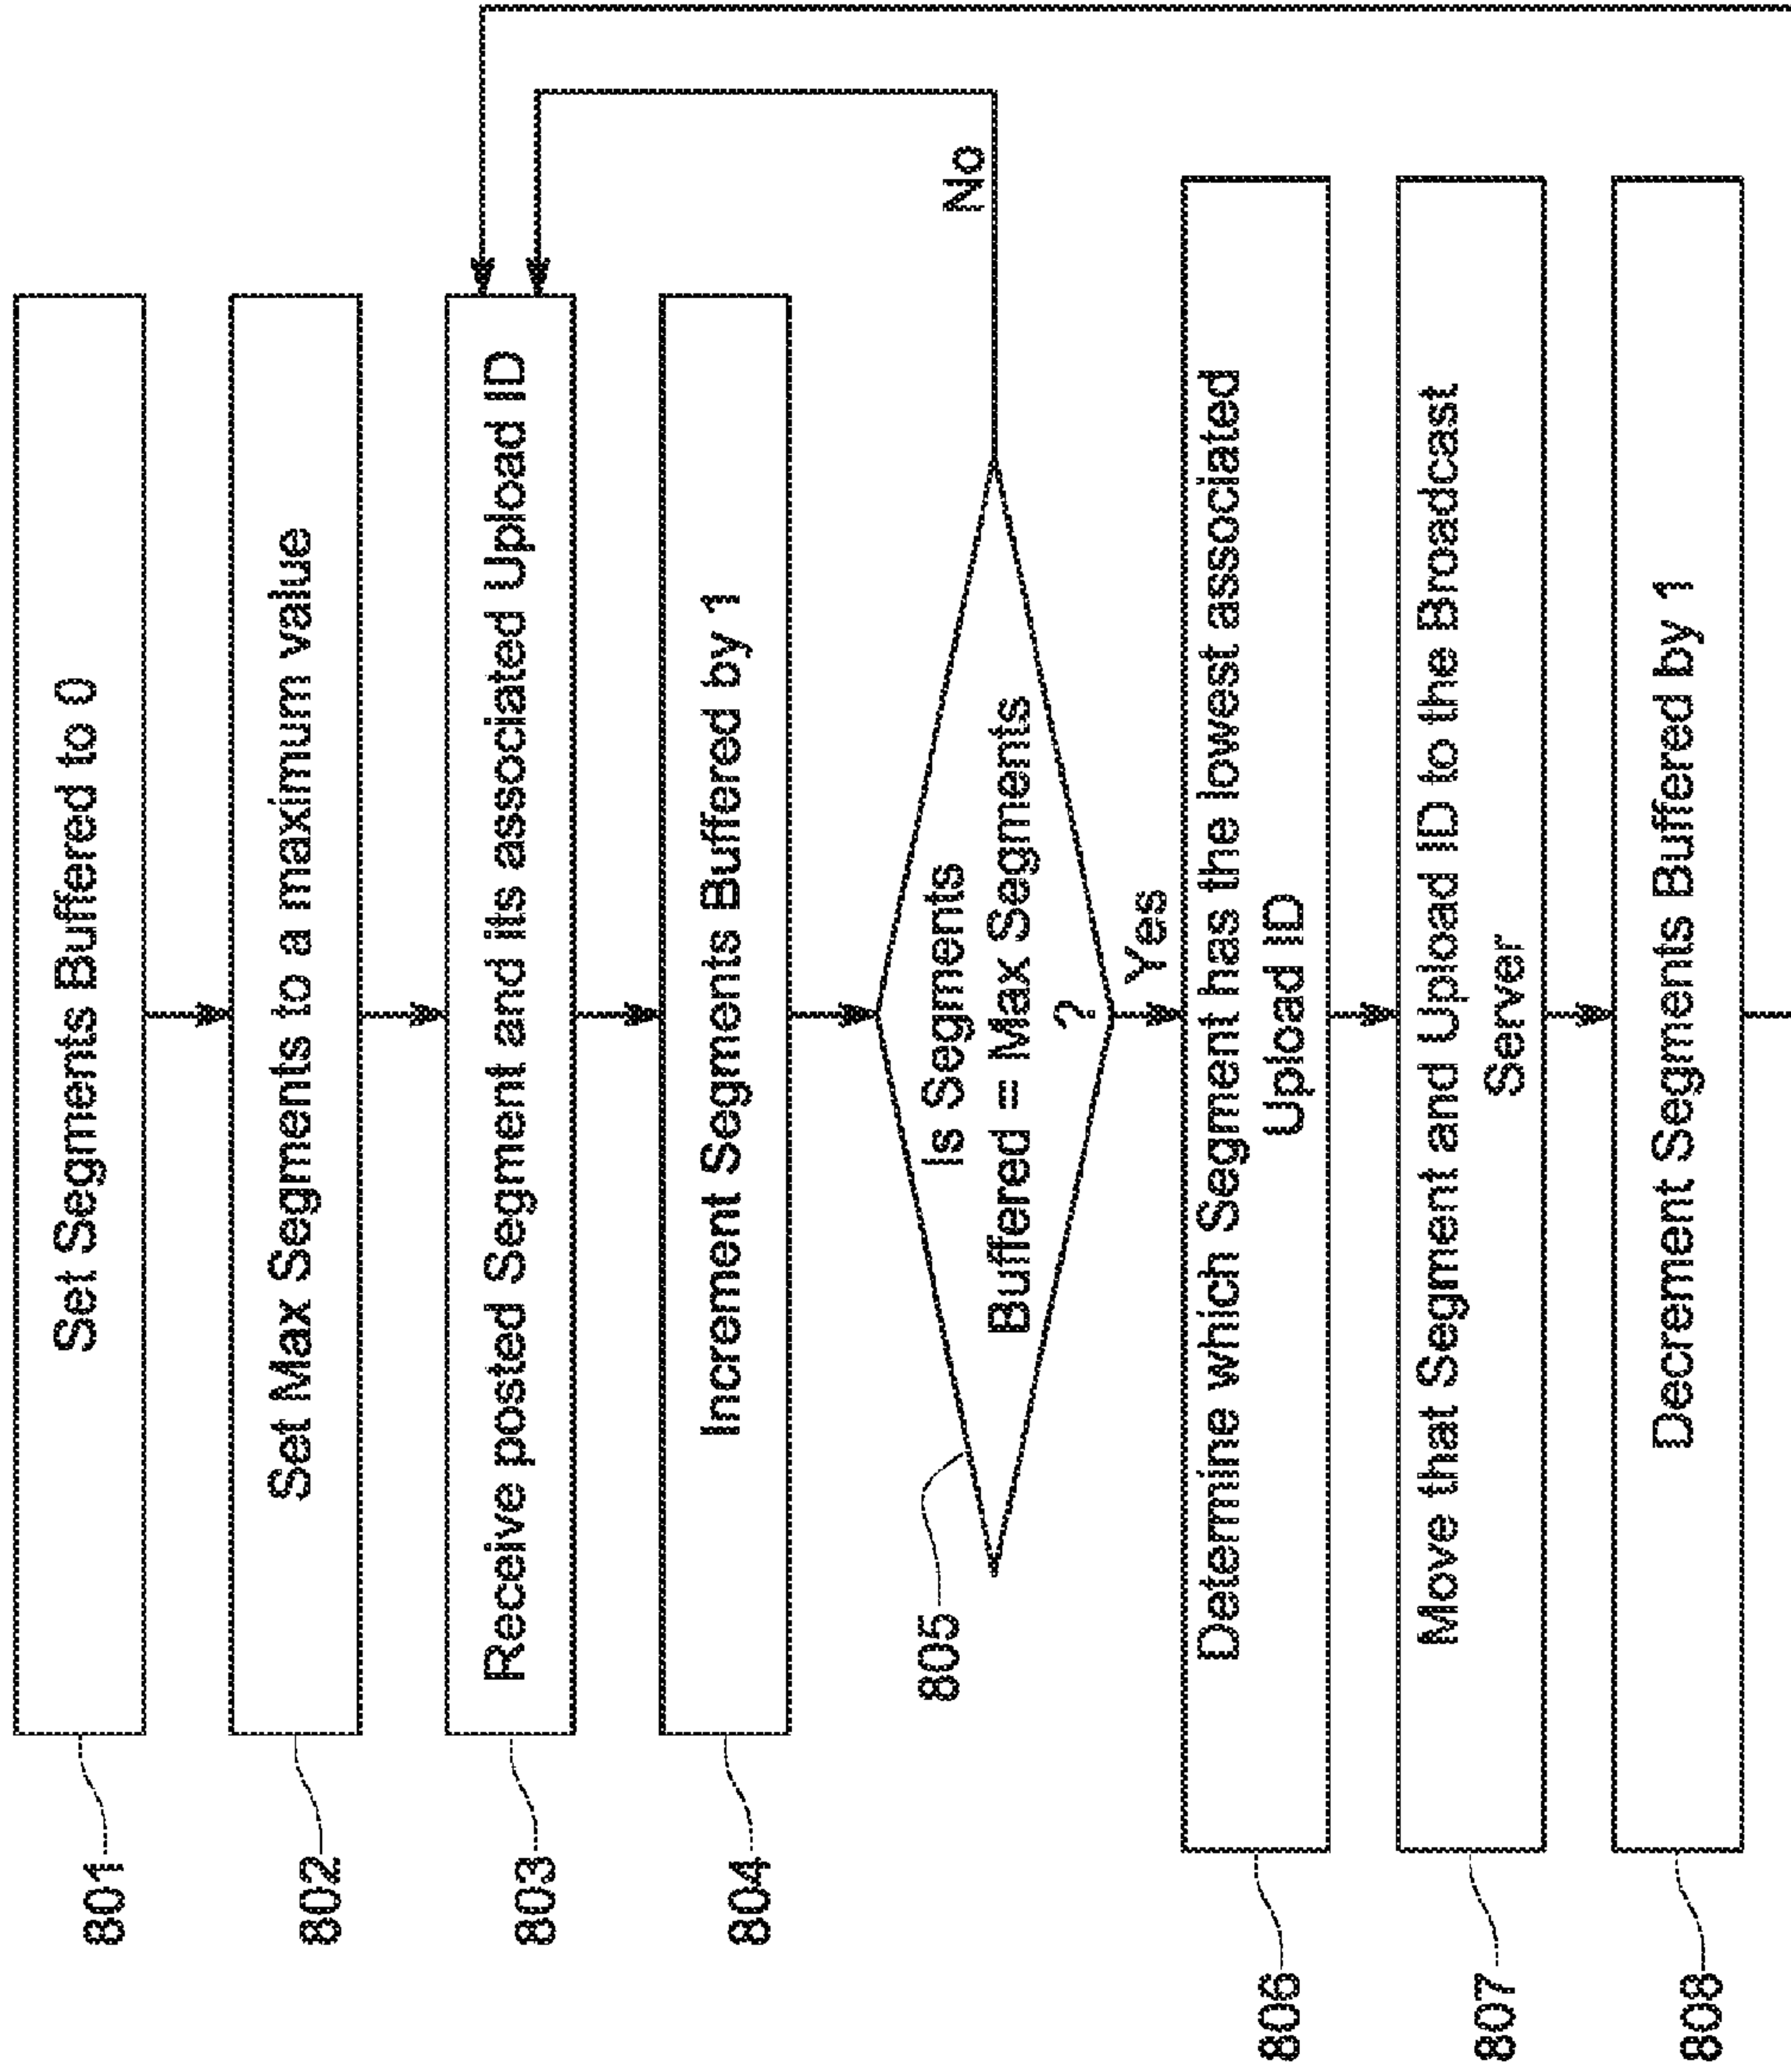 801
Set Segments Buffered to 0
802
Set Max Segments to a maximum value
803
Receive posted Segment and its associated Upload ID
804
Increment Segments Buffered by 1
805
Is Segments
Buffered = Max Segments
?
No
Yes
806
Determine which Segment has the lowest associated
Upload ID
807
Move that Segment and Upload ID to the Broadcast
Server
808
Decrement Segments Buffered by 1